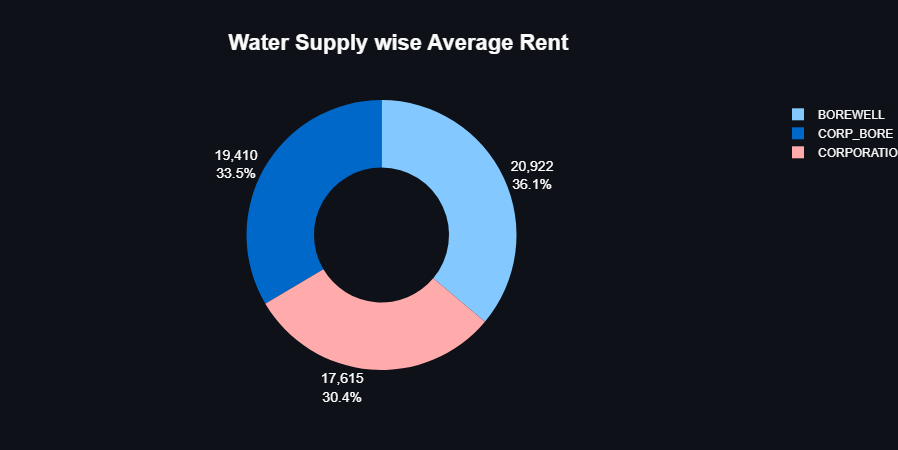 Water Supply wise Average Rent
BOREWELL
CORP_BORE
CORPORATIO
19,410
33.5%
20,922
36.1%
17,615
30.4%